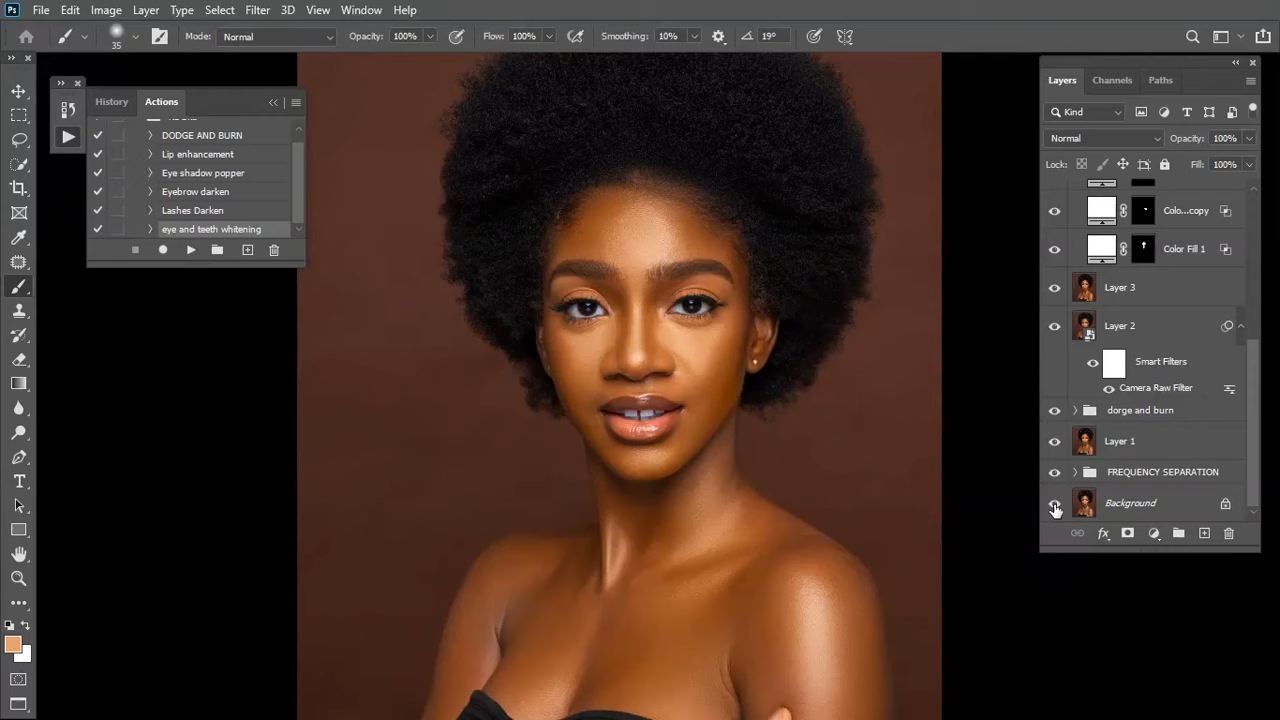 Ps File Edit Image Layer Type Select Filter 3D View Window Help
35 Mode: Normal Opacity: 100% Flow: 100% Smoothing: 10% 19°
History Actions
DODGE AND BURN
Lip enhancement
Eye shadow popper
Eyebrow darken
Lashes Darken
eye and teeth whitening
Layers Channels Paths
Kind
Normal Opacity: 100%
Lock: Fill: 100%
Colo...copy
Color Fill 1
Layer 3
Layer 2
Smart Filters
Camera Raw Filter
dorge and burn
Layer 1
FREQUENCY SEPARATION
Background
fx